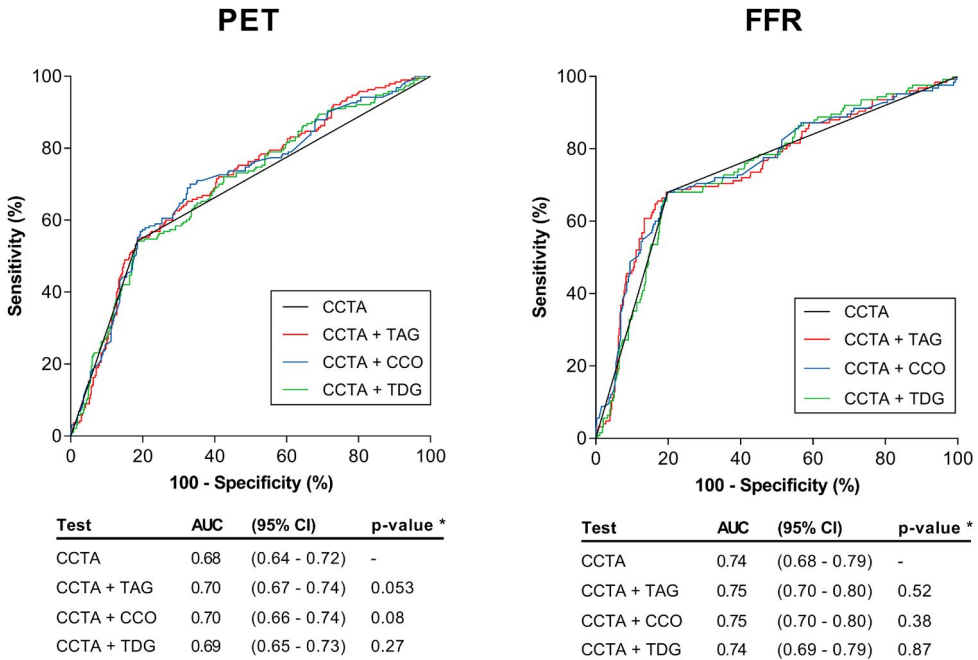 PET
Sensitivity (%)
100
80
60
40
20
0
0 20 40 60 80 100
100 - Specificity (%)
CCTA
CCTA + TAG
CCTA + CCO
CCTA + TDG
Test AUC (95% CI) p-value *
CCTA 0.68 (0.64 - 0.72) -
CCTA + TAG 0.70 (0.67 - 0.74) 0.053
CCTA + CCO 0.70 (0.66 - 0.74) 0.08
CCTA + TDG 0.69 (0.65 - 0.73) 0.27
FFR
Sensitivity (%)
100
80
60
40
20
0
0 20 40 60 80 100
100 - Specificity (%)
CCTA
CCTA + TAG
CCTA + CCO
CCTA + TDG
Test AUC (95% CI) p-value *
CCTA 0.74 (0.68 - 0.79) -
CCTA + TAG 0.75 (0.70 - 0.80) 0.52
CCTA + CCO 0.75 (0.70 - 0.80) 0.38
CCTA + TDG 0.74 (0.69 - 0.79) 0.87